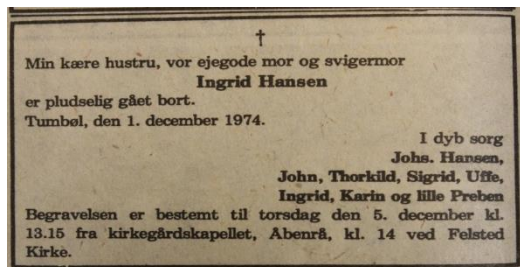 †
Min kære hustru, vor ejegode mor og svigermor
Ingrid Hansen
er pludselig gået bort.
Tumbøl, den 1. december 1974.
I dyb sorg
Johs. Hansen,
John, Thorkild, Sigrid, Uffe,
Ingrid, Karin og lille Preben
Begravelsen er bestemt til torsdag den 5. december kl.
13.15 fra kirkegårdskapellet, Abenrå, kl. 14 ved Felsted
Kirke.